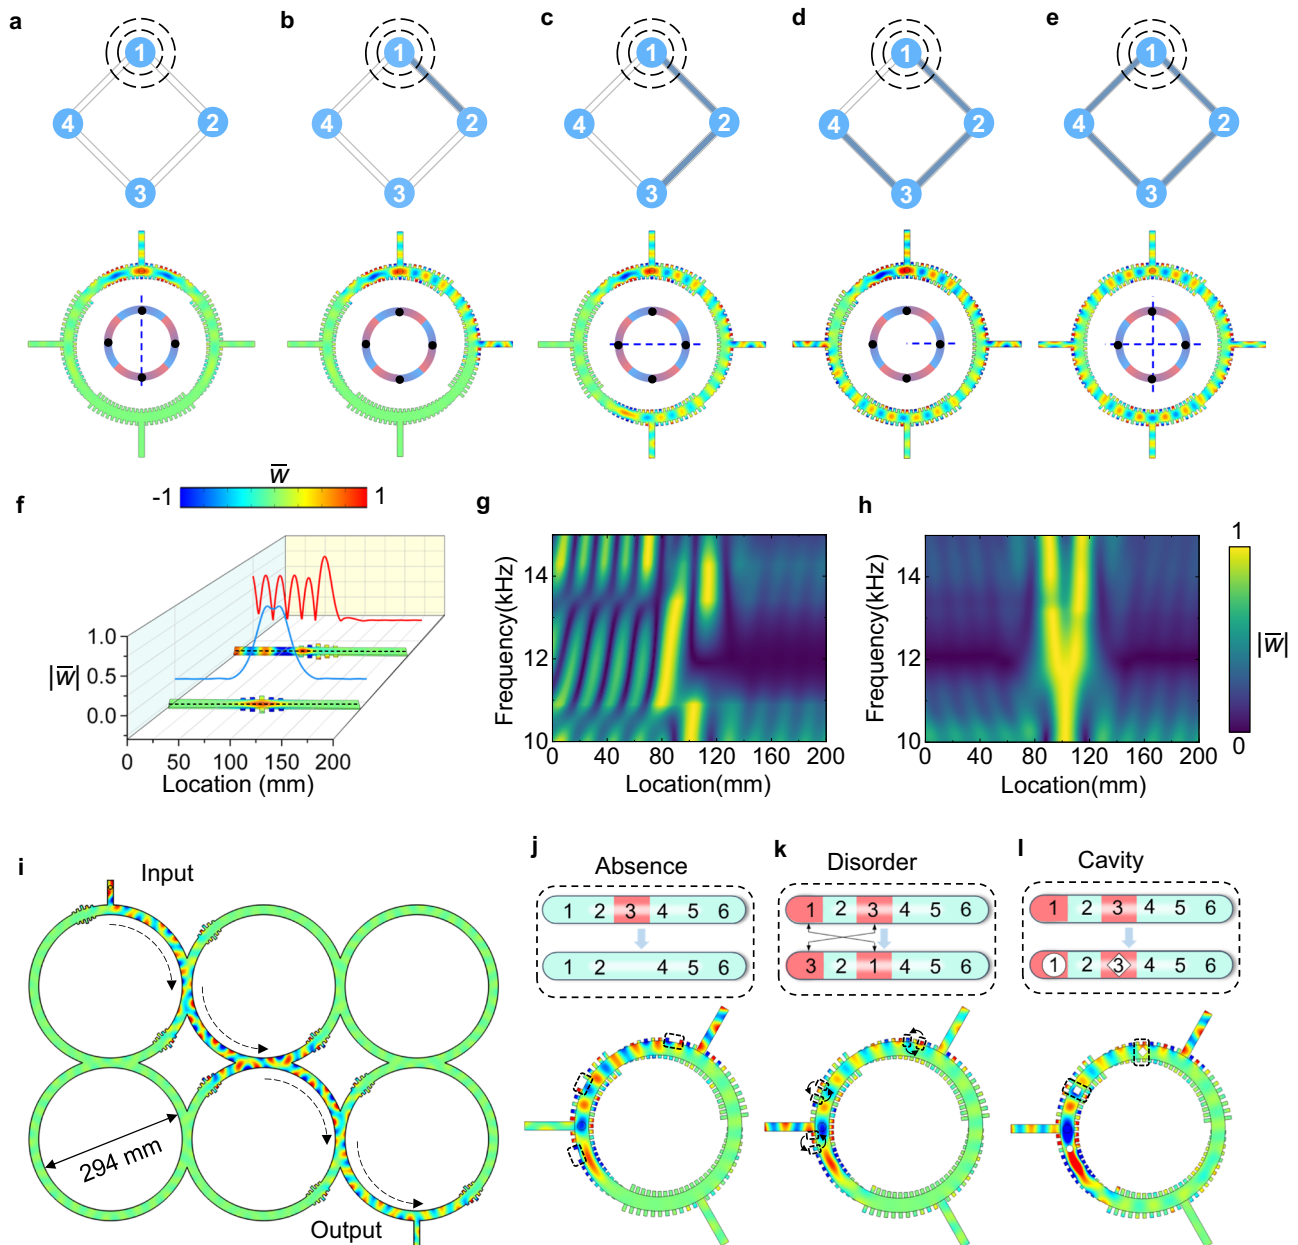 a
b
c
d
e
1
4
2
3
1
4
2
3
1
4
2
3
1
4
2
3
1
4
2
3
w̅
-1
1
f
|w̅|
1.0
0.5
0.0
0
50
100
150
200
Location (mm)
g
Frequency(kHz)
14
12
10
0
40
80
120
160
200
Location(mm)
h
Frequency(kHz)
14
12
10
0
40
80
120
160
200
Location(mm)
1
|w̅|
0
i
Input
294 mm
Output
j
Absence
1 2 3 4 5 6
1 2 4 5 6
k
Disorder
1 2 3 4 5 6
3 2 1 4 5 6
l
Cavity
1 2 3 4 5 6
1 2 3 4 5 6